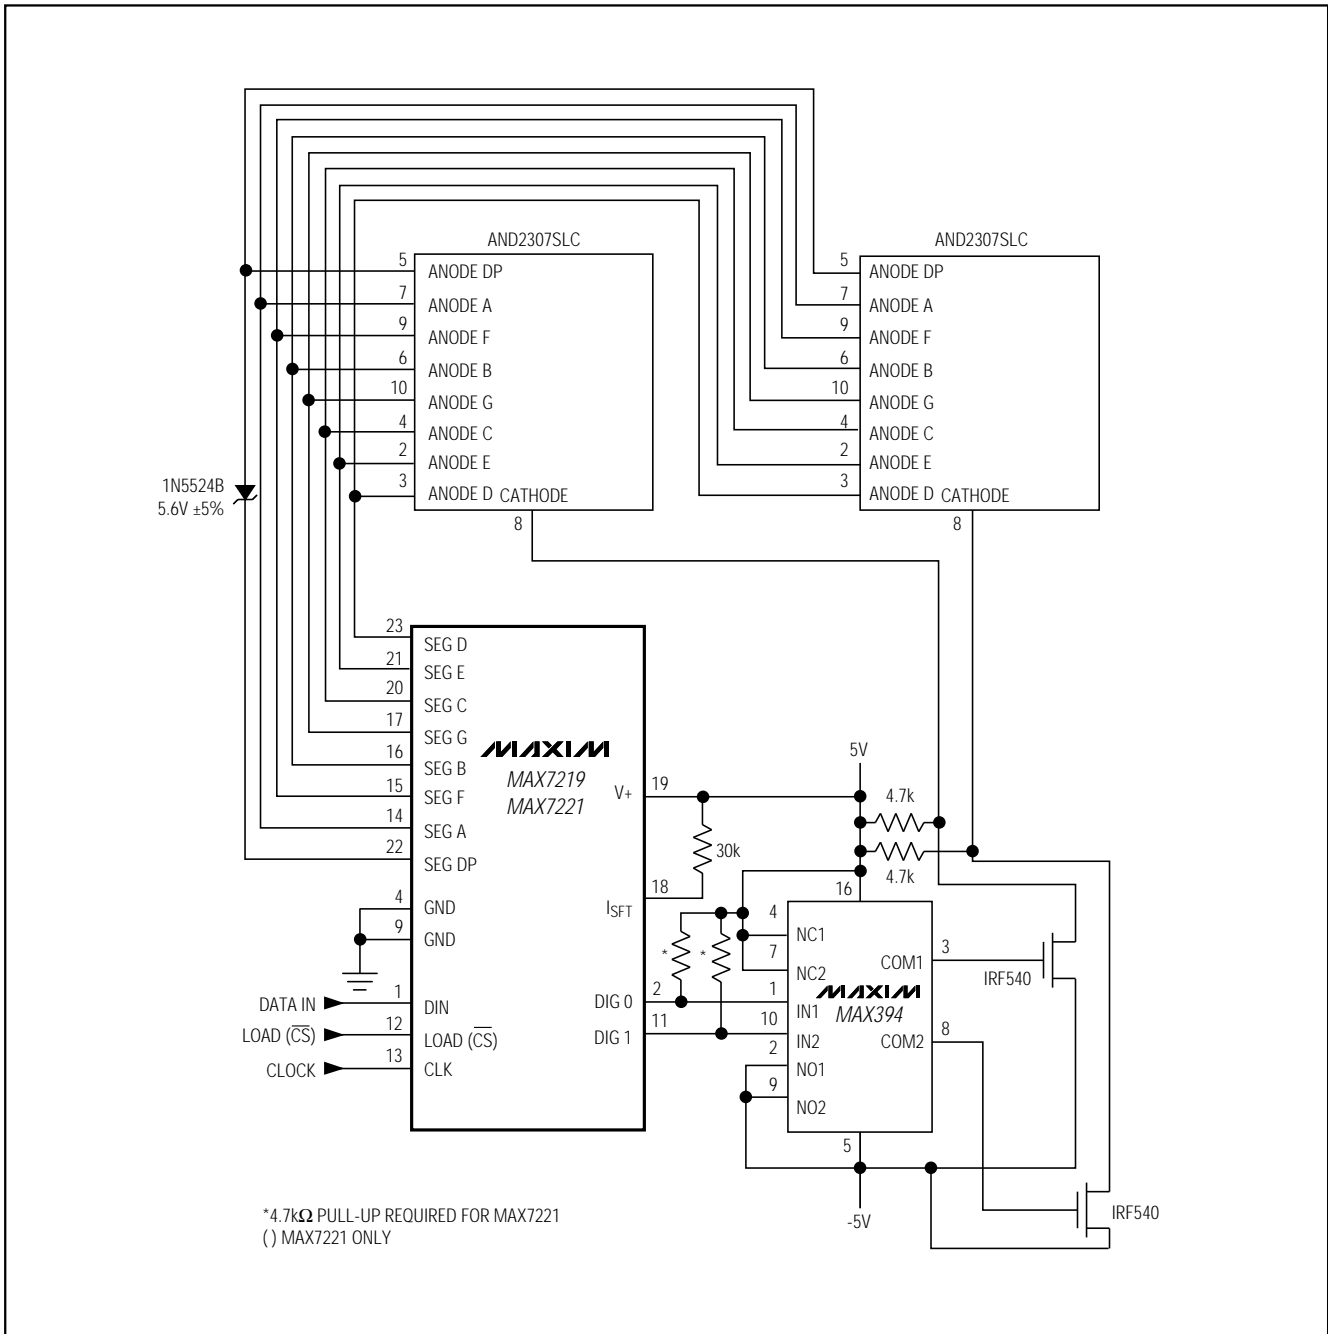 AND2307SLC
5 ANODE DP
7 ANODE A
9 ANODE F
6 ANODE B
10 ANODE G
4 ANODE C
2 ANODE E
3 ANODE D CATHODE
8
AND2307SLC
5 ANODE DP
7 ANODE A
9 ANODE F
6 ANODE B
10 ANODE G
4 ANODE C
2 ANODE E
3 ANODE D CATHODE
8
1N5524B
5.6V ±5%
23 SEG D
21 SEG E
20 SEG C
17 SEG G
16 SEG B
15 SEG F
14 SEG A
22 SEG DP
4 GND
9 GND
DATA IN 1 DIN
LOAD (CS) 12 LOAD (CS)
CLOCK 13 CLK
MAXIM
MAX7219
MAX7221
V+ 19
ISFT 18
DIG 0 2
DIG 1 11
30k
*
*
5V
4.7k
4.7k
16
4 NC1
7 NC2
1 IN1
10 IN2
2 NO1
9 NO2
MAXIM
MAX394
COM1 3
COM2 8
5
-5V
IRF540
IRF540
*4.7kΩ PULL-UP REQUIRED FOR MAX7221
( ) MAX7221 ONLY